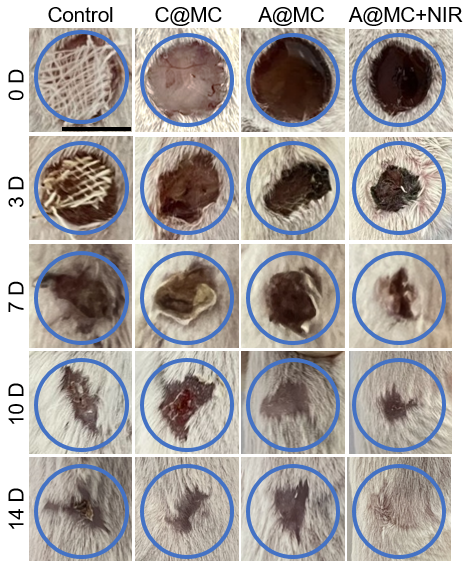 Control C@MC A@MC A@MC+NIR
0 D
3 D
7 D
10 D
14 D